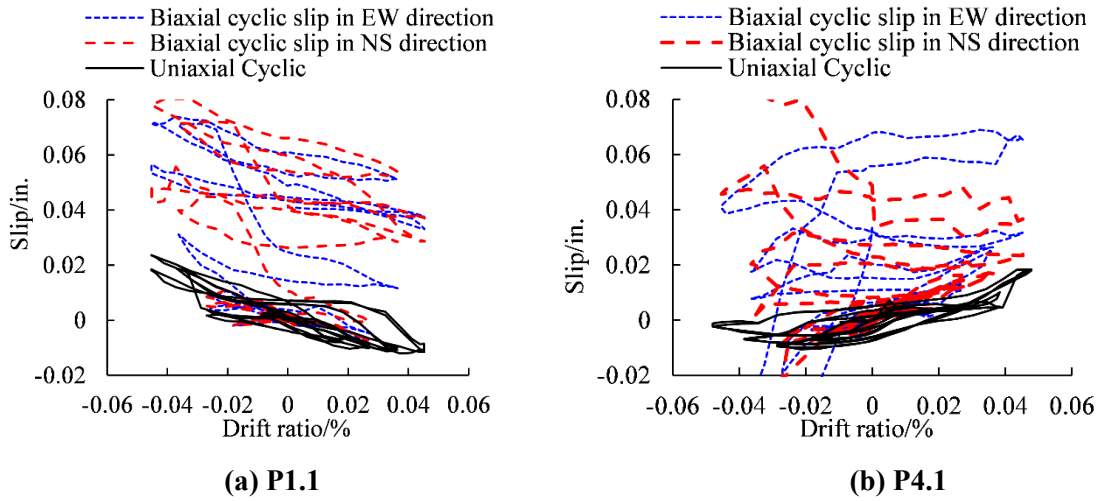 Biaxial cyclic slip in EW direction
Biaxial cyclic slip in NS direction
Uniaxial Cyclic
0.08
0.06
0.04
0.02
0
-0.02
Slip/in.
-0.06 -0.04 -0.02 0 0.02 0.04 0.06
Drift ratio/%
(a) P1.1
Biaxial cyclic slip in EW direction
Biaxial cyclic slip in NS direction
Uniaxial Cyclic
0.08
0.06
0.04
0.02
0
-0.02
Slip/in.
-0.06 -0.04 -0.02 0 0.02 0.04 0.06
Drift ratio/%
(b) P4.1